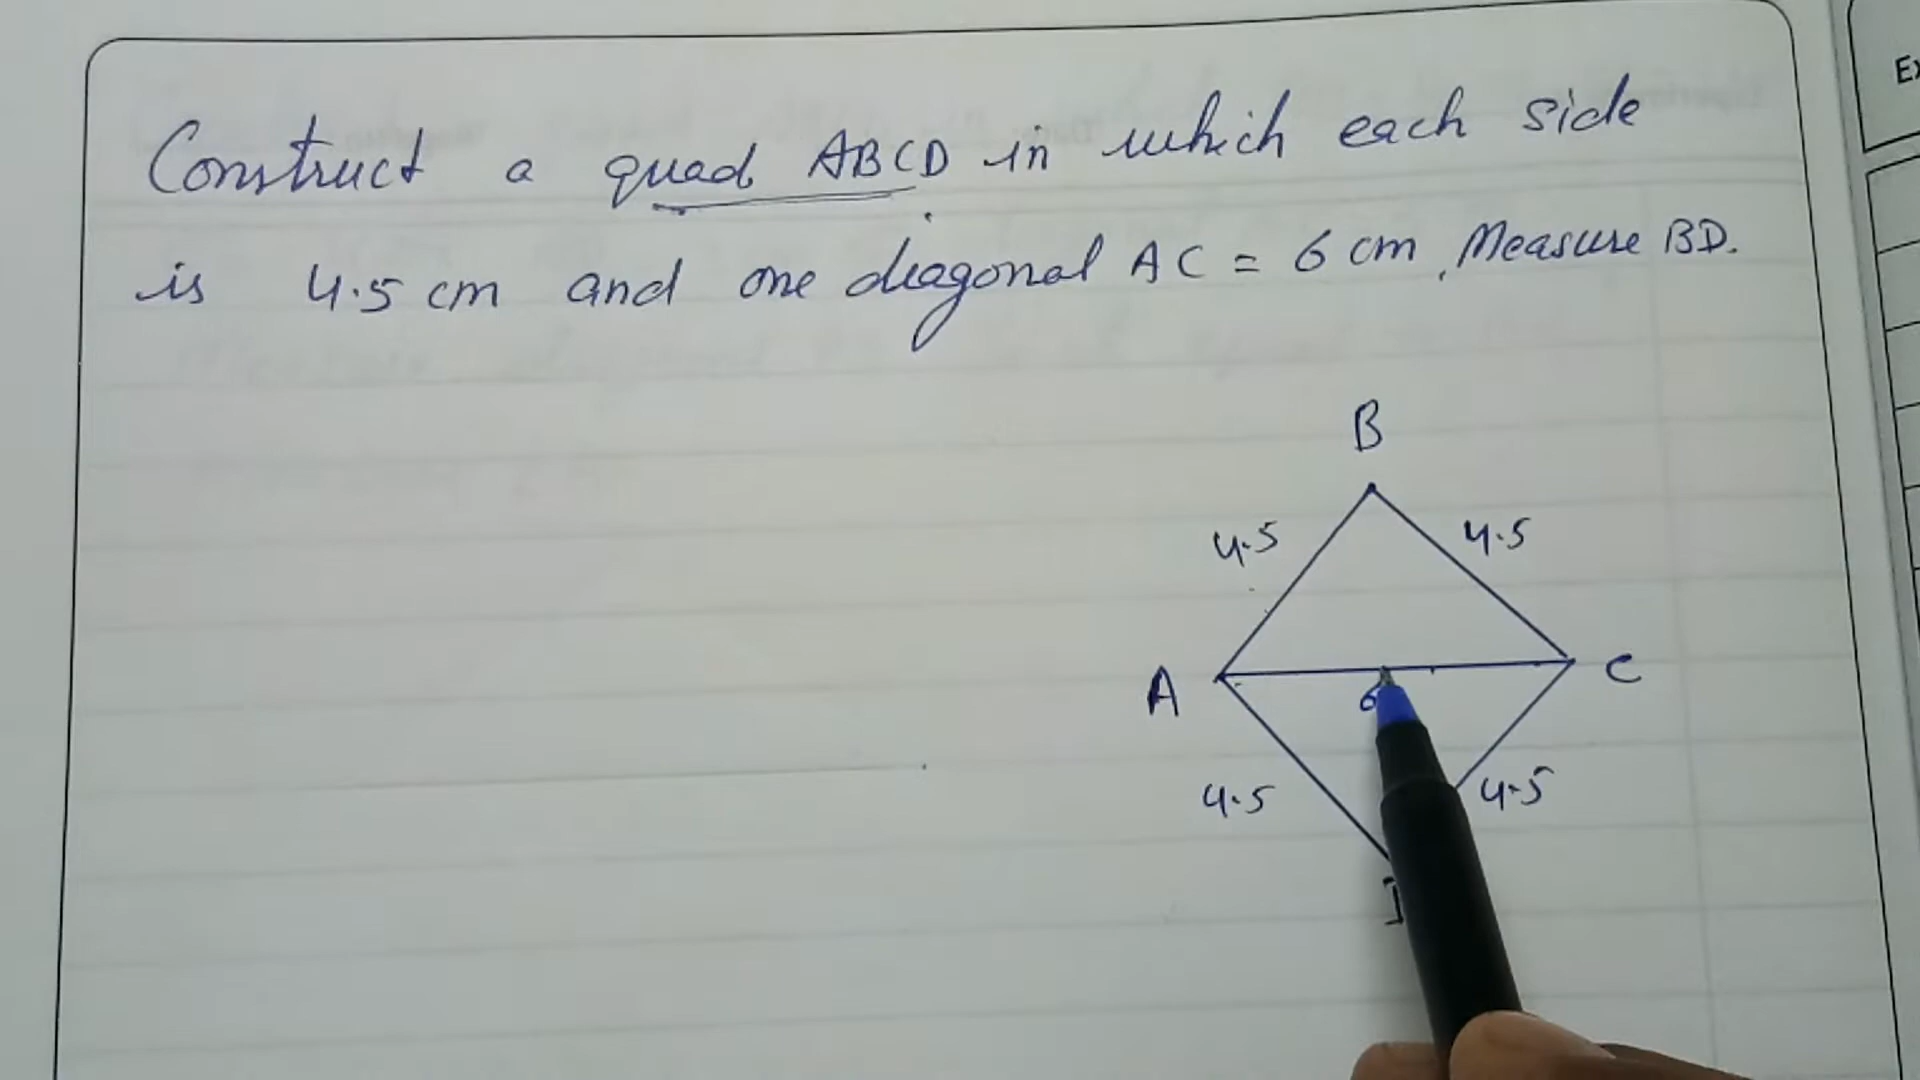 Construct a quad ABCD in which each side
is 4.5 cm and one diagonal AC = 6 cm, Measure BD.
B
4.5 4.5
A C
6
4.5 4.5